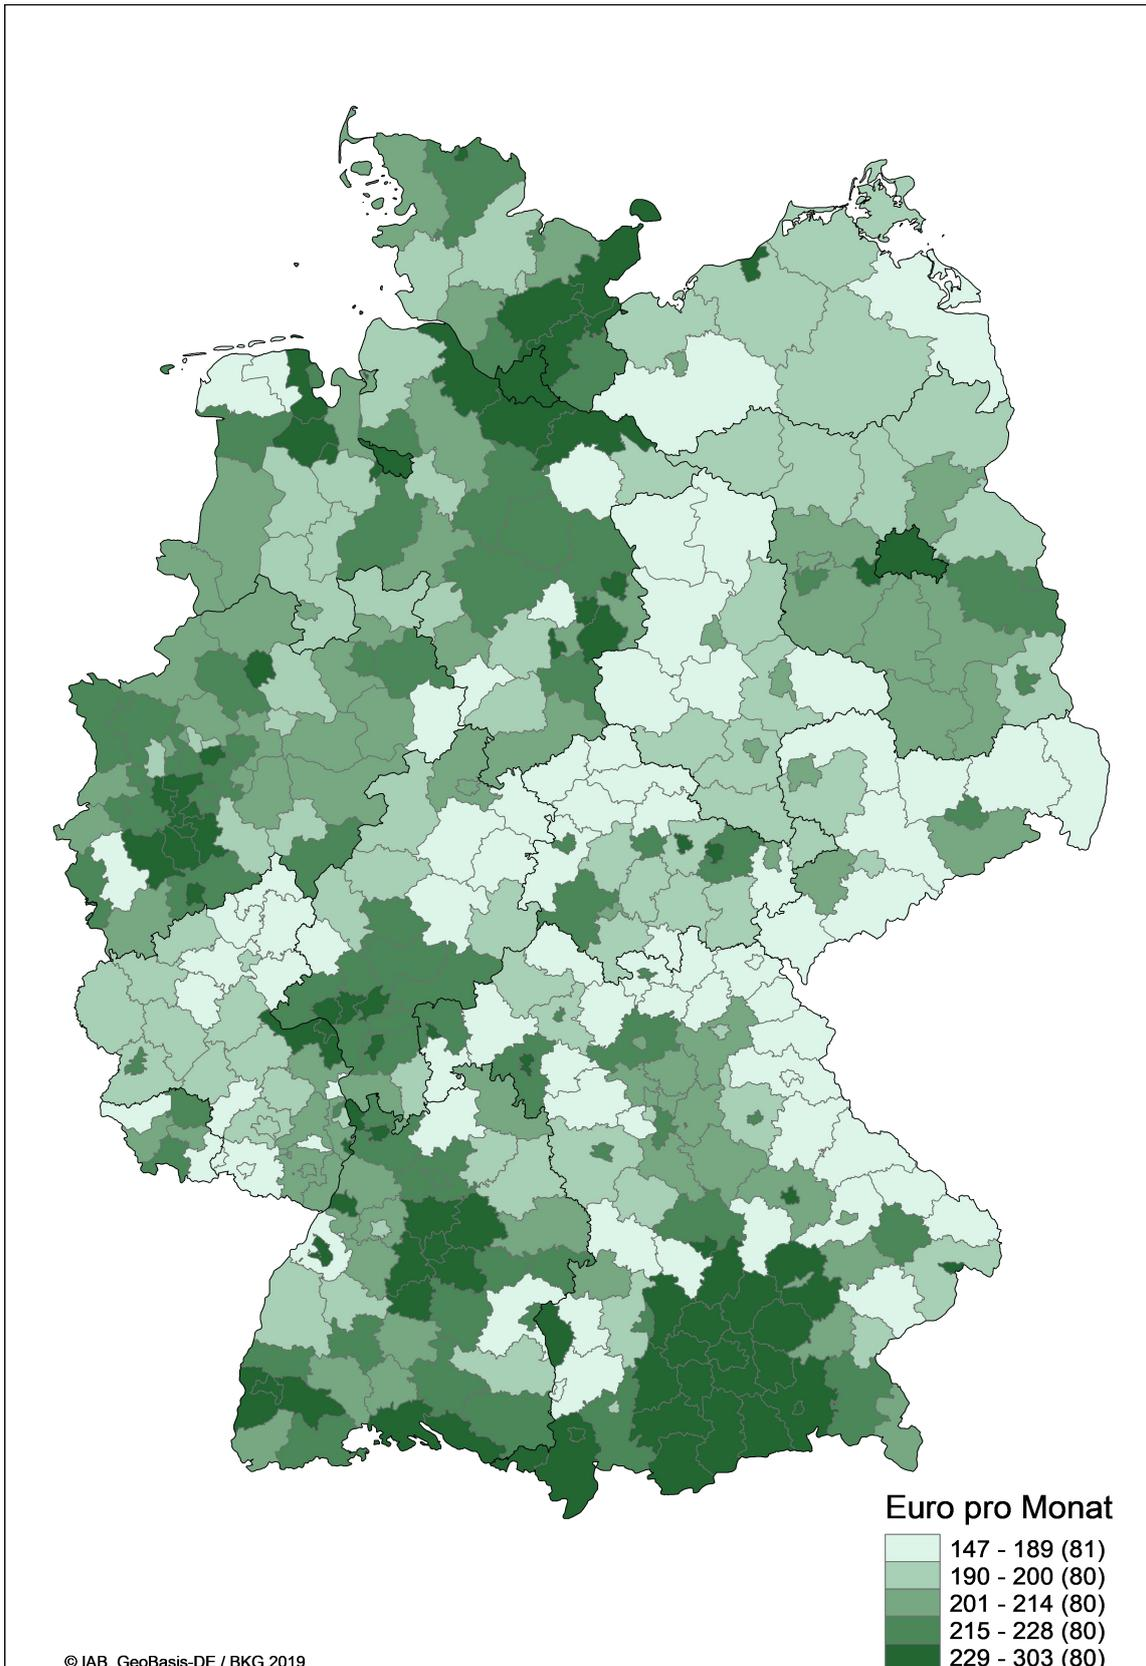 Euro pro Monat
147 - 189 (81)
190 - 200 (80)
201 - 214 (80)
215 - 228 (80)
229 - 303 (80)
© IAB, GeoBasis-DE / BKG 2019